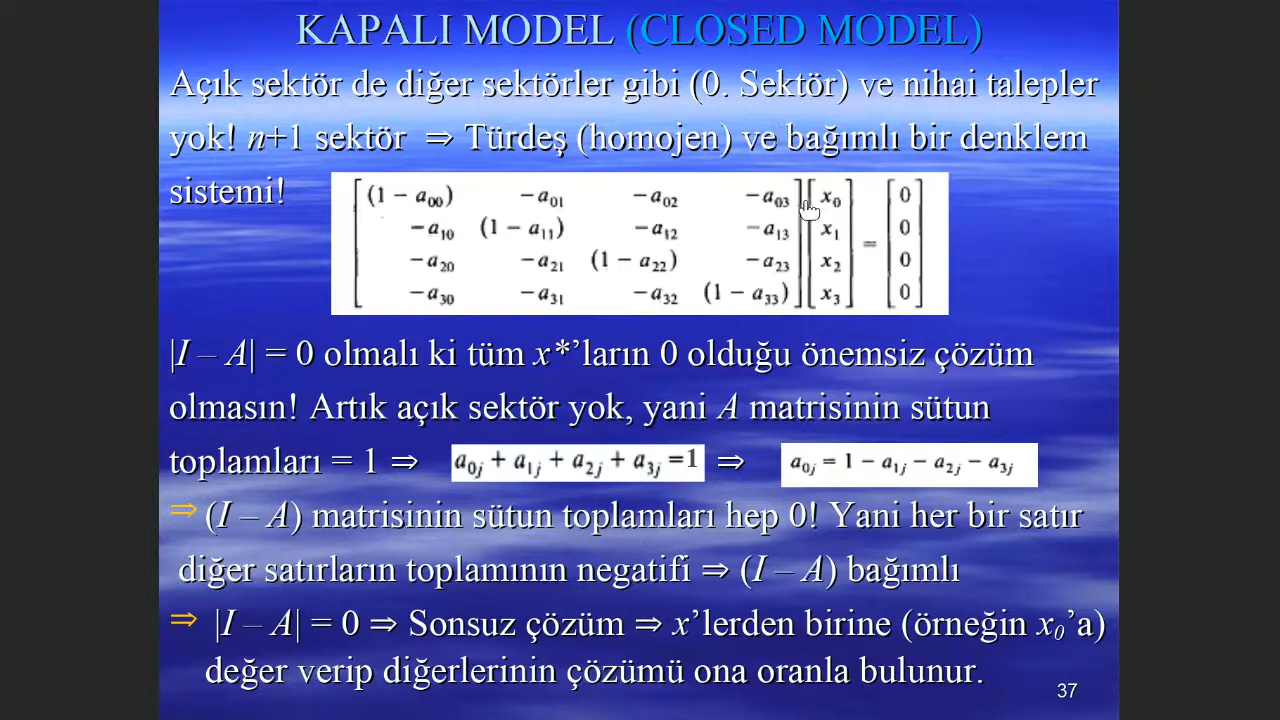 KAPALI MODEL (CLOSED MODEL)
Açık sektör de diğer sektörler gibi (0. Sektör) ve nihai talepler
yok! n+1 sektör ⇒ Türdeş (homojen) ve bağımlı bir denklem
sistemi!
(1 − a₀₀) −a₀₁ −a₀₂ −a₀₃ x₀ 0
−a₁₀ (1 − a₁₁) −a₁₂ −a₁₃ x₁ = 0
−a₂₀ −a₂₁ (1 − a₂₂) −a₂₃ x₂ 0
−a₃₀ −a₃₁ −a₃₂ (1 − a₃₃) x₃ 0
|I – A| = 0 olmalı ki tüm x*’ların 0 olduğu önemsiz çözüm
olmasın! Artık açık sektör yok, yani A matrisinin sütun
toplamları = 1 ⇒ a₀ⱼ + a₁ⱼ + a₂ⱼ + a₃ⱼ =1 ⇒ a₀ⱼ = 1 − a₁ⱼ − a₂ⱼ − a₃ⱼ
⇒ (I – A) matrisinin sütun toplamları hep 0! Yani her bir satır
diğer satırların toplamının negatifi ⇒ (I – A) bağımlı
⇒ |I – A| = 0 ⇒ Sonsuz çözüm ⇒ x’lerden birine (örneğin x₀’a)
değer verip diğerlerinin çözümü ona oranla bulunur.
37